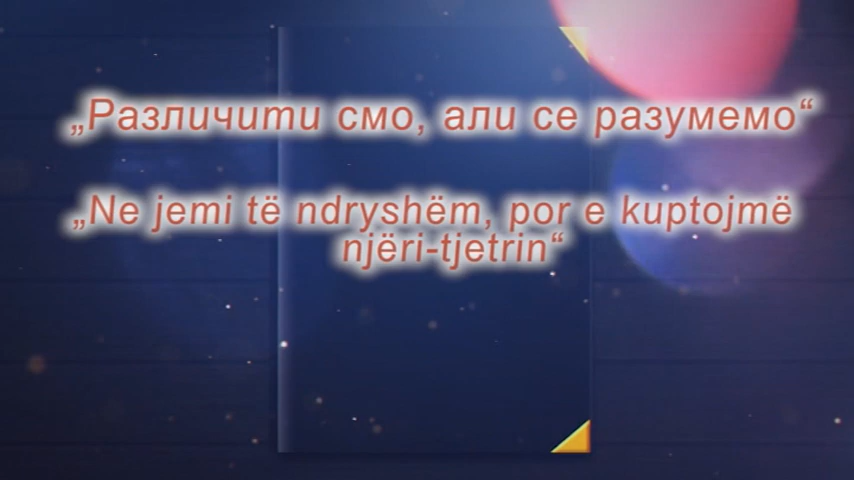 „Различити смо, али се разумемо“
„Ne jemi të ndryshëm, por e kuptojmë
njëri-tjetrin“